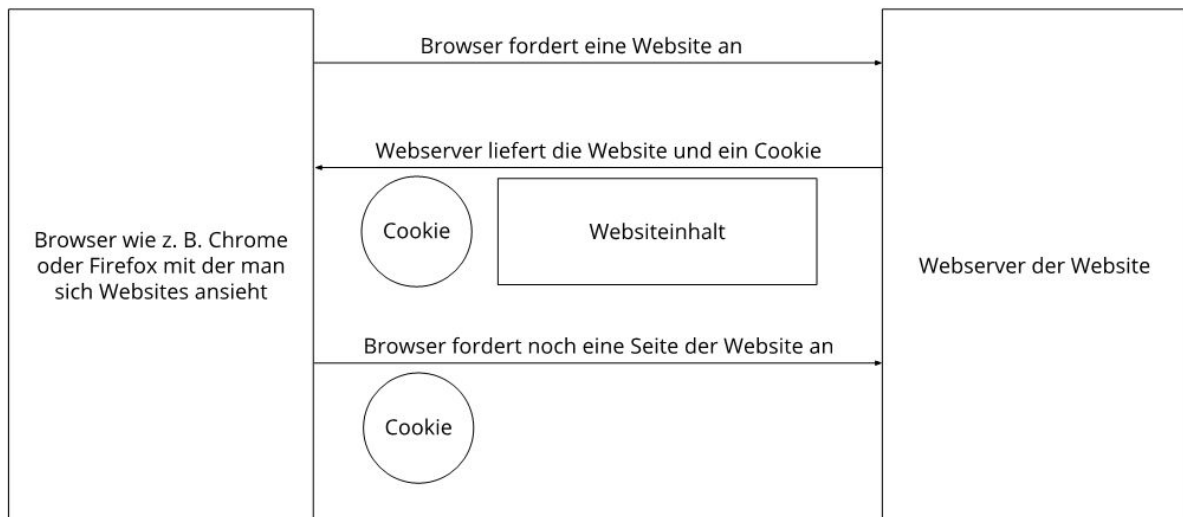 Browser fordert eine Website an
Webserver liefert die Website und ein Cookie
Cookie
Websiteinhalt
Browser wie z. B. Chrome
oder Firefox mit der man
sich Websites ansieht
Webserver der Website
Browser fordert noch eine Seite der Website an
Cookie